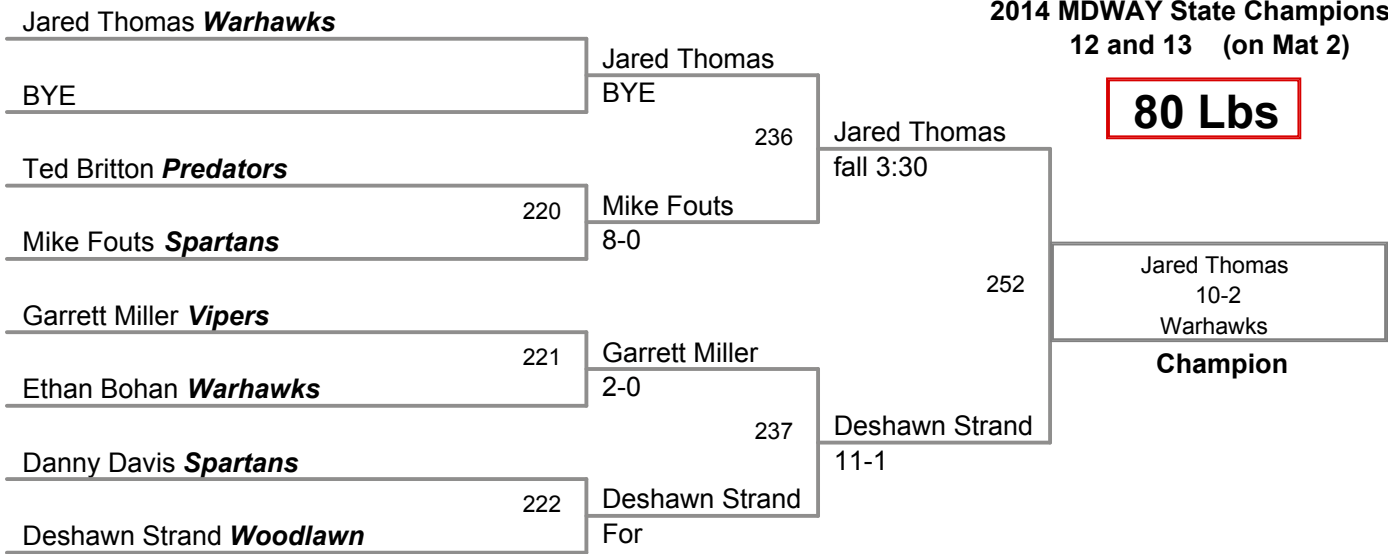 Jared Thomas Warhawks
2014 MDWAY State Champions
12 and 13 (on Mat 2)
80 Lbs
BYE
Jared Thomas
BYE
236
Jared Thomas
fall 3:30
Ted Britton Predators
220
Mike Fouts Spartans
Mike Fouts
8-0
252
Jared Thomas
10-2
Warhawks
Champion
Garrett Miller Vipers
221
Ethan Bohan Warhawks
Garrett Miller
2-0
237
Deshawn Strand
11-1
Danny Davis Spartans
222
Deshawn Strand Woodlawn
Deshawn Strand
For